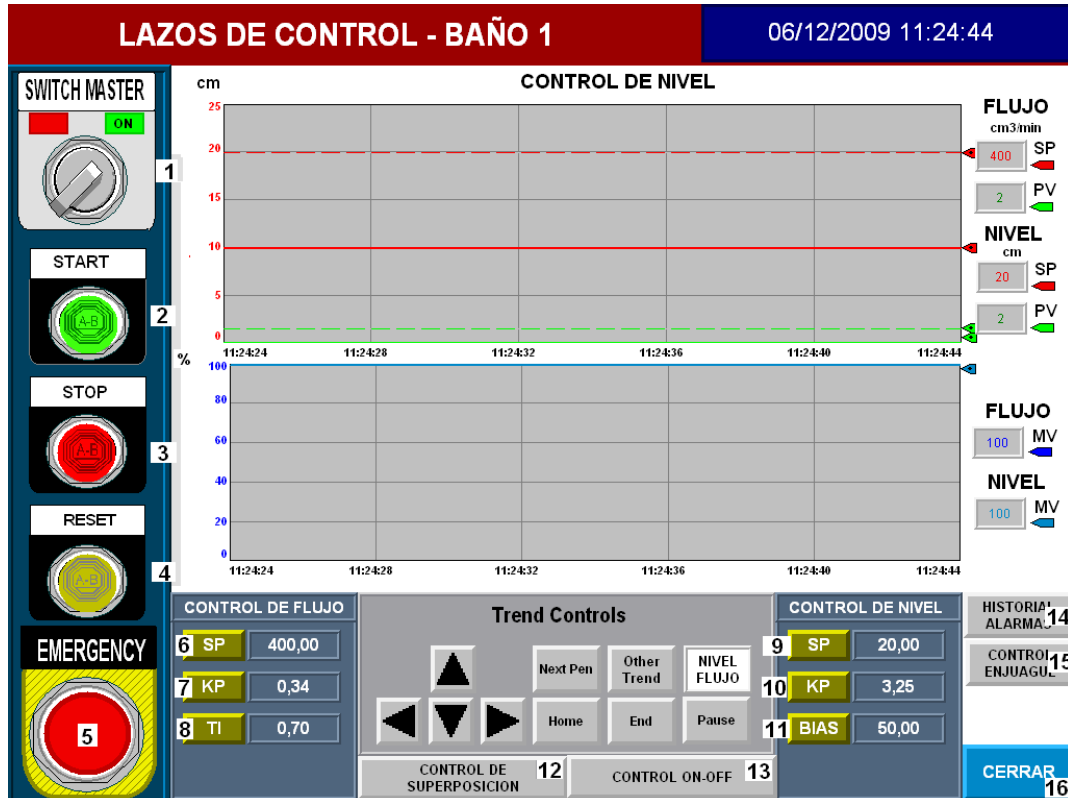 LAZOS DE CONTROL - BAÑO 1
06/12/2009 11:24:44
SWITCH MASTER
ON
1
START
A-B
2
STOP
A-B
3
RESET
A-B
4
EMERGENCY
5
cm
CONTROL DE NIVEL
25
20
15
10
5
0
11:24:24 11:24:28 11:24:32 11:24:36 11:24:40 11:24:44
%
100
80
60
40
20
0
11:24:24 11:24:28 11:24:32 11:24:36 11:24:40 11:24:44
FLUJO
cm3/min
400 SP
2 PV
NIVEL
cm
20 SP
2 PV
FLUJO
100 MV
NIVEL
100 MV
CONTROL DE FLUJO
6 SP 400,00
7 KP 0,34
8 TI 0,70
Trend Controls
Next Pen
Other
Trend
NIVEL
FLUJO
Home
End
Pause
CONTROL DE
SUPERPOSICION
12
CONTROL ON-OFF 13
CONTROL DE NIVEL
9 SP 20,00
10 KP 3,25
11 BIAS 50,00
HISTORIAL
ALARMAS
14
CONTROL
ENJUAGUE
15
CERRAR
16